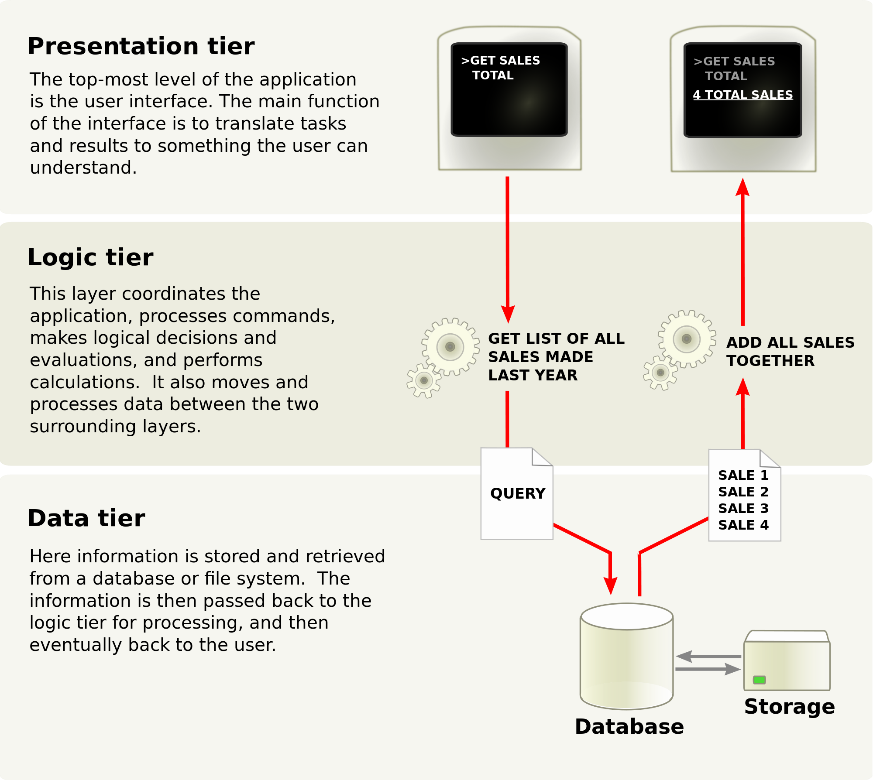 Presentation tier
The top-most level of the application
is the user interface. The main function
of the interface is to translate tasks
and results to something the user can
understand.
>GET SALES
TOTAL
>GET SALES
TOTAL
4 TOTAL SALES
Logic tier
This layer coordinates the
application, processes commands,
makes logical decisions and
evaluations, and performs
calculations.  It also moves and
processes data between the two
surrounding layers.
GET LIST OF ALL
SALES MADE
LAST YEAR
ADD ALL SALES
TOGETHER
QUERY
SALE 1
SALE 2
SALE 3
SALE 4
Data tier
Here information is stored and retrieved
from a database or file system.  The
information is then passed back to the
logic tier for processing, and then
eventually back to the user.
Database
Storage